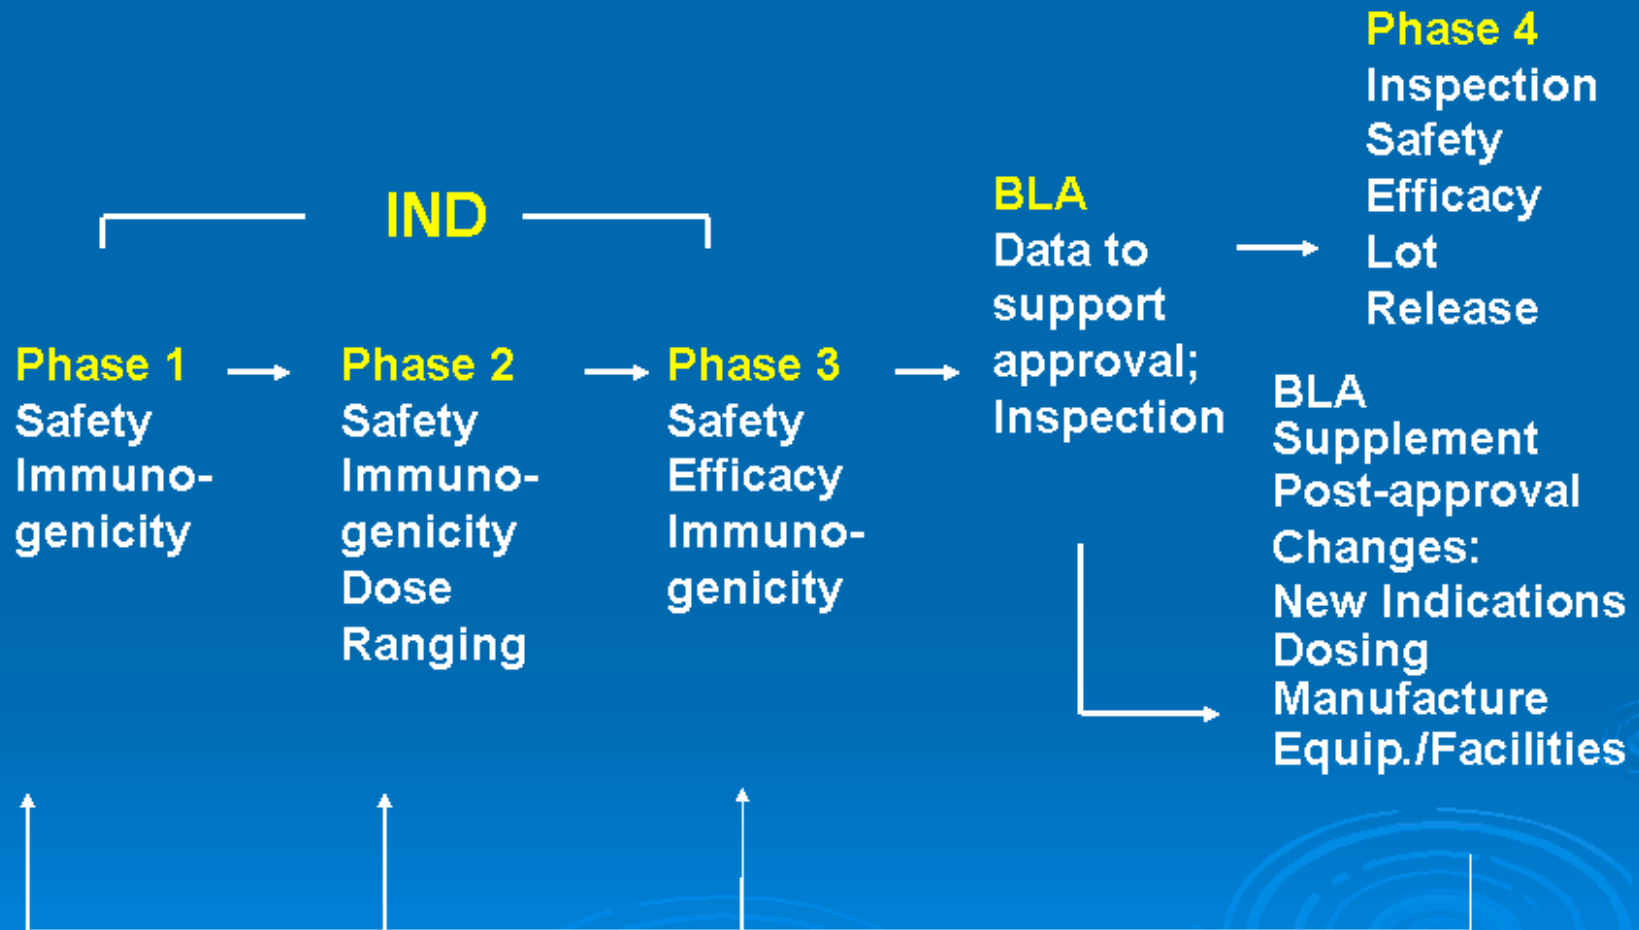 IND
Phase 1
Safety
Immuno-
genicity
Phase 2
Safety
Immuno-
genicity
Dose
Ranging
Phase 3
Safety
Efficacy
Immuno-
genicity
BLA
Data to
support
approval;
Inspection
Phase 4
Inspection
Safety
Efficacy
Lot
Release
BLA
Supplement
Post-approval
Changes:
New Indications
Dosing
Manufacture
Equip./Facilities